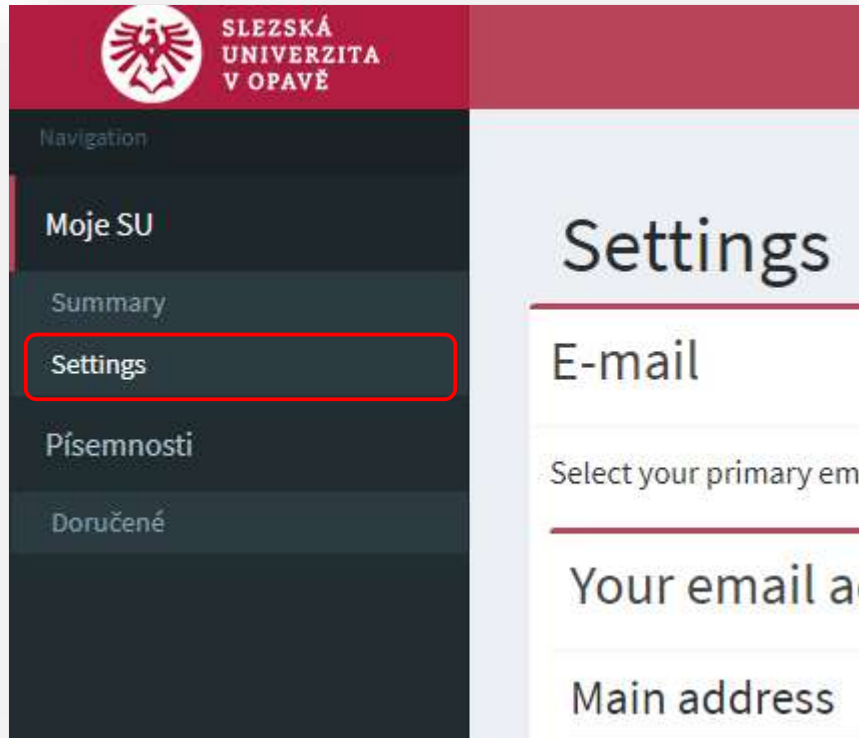 SLEZSKÁ
UNIVERZITA
V OPAVĚ
Navigation
Moje SU
Summary
Settings
Písemnosti
Doručené
Settings
E-mail
Select your primary em
Your email a
Main address